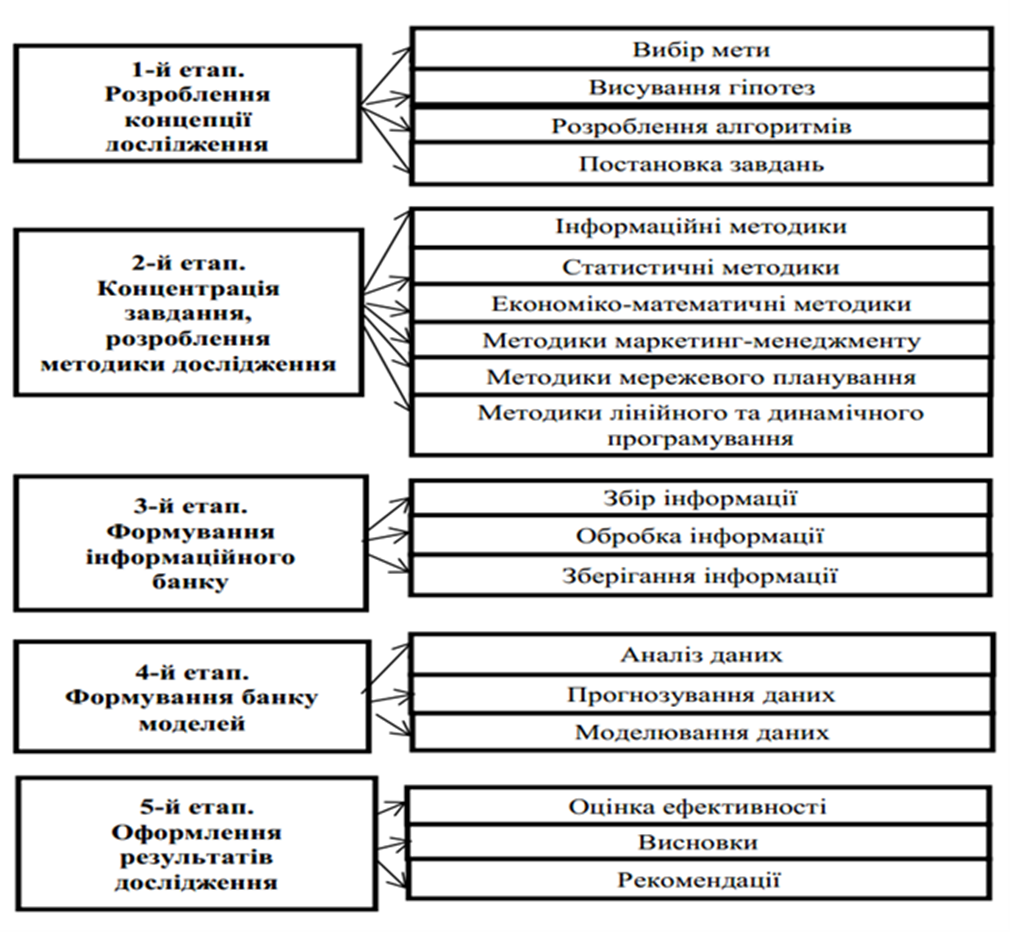 1-й етап.
Розроблення
концепції
дослідження
Вибір мети
Висування гіпотез
Розроблення алгоритмів
Постановка завдань
2-й етап.
Концентрація
завдання,
розроблення
методики дослідження
Інформаційні методики
Статистичні методики
Економіко-математичні методики
Методики маркетинг-менеджменту
Методики мережевого планування
Методики лінійного та динамічного
програмування
3-й етап.
Формування
інформаційного
банку
Збір інформації
Обробка інформації
Зберігання інформації
4-й етап.
Формування банку
моделей
Аналіз даних
Прогнозування даних
Моделювання даних
5-й етап.
Оформлення
результатів
дослідження
Оцінка ефективності
Висновки
Рекомендації